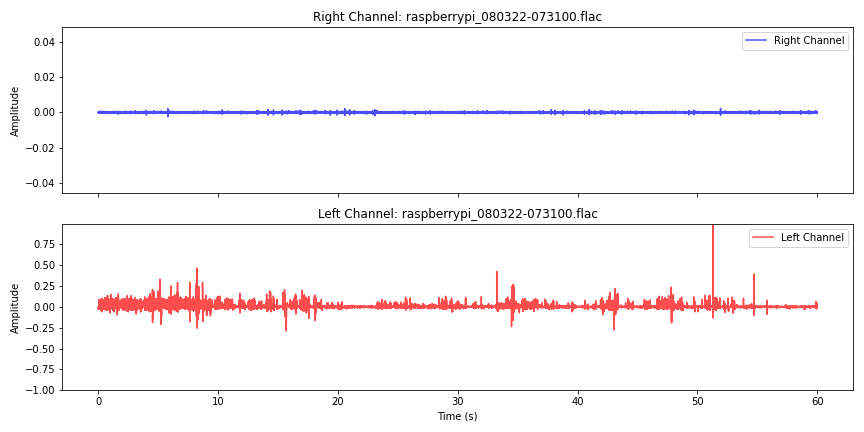 Right Channel: raspberrypi_080322-073100.flac
Right Channel
0.04
0.02
0.00
−0.02
−0.04
Amplitude
Left Channel: raspberrypi_080322-073100.flac
Left Channel
0.75
0.50
0.25
0.00
−0.25
−0.50
−0.75
−1.00
Amplitude
0 10 20 30 40 50 60
Time (s)